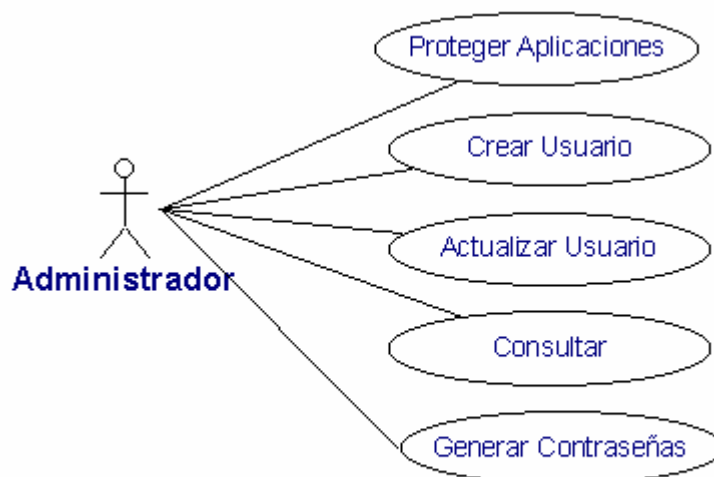 Proteger Aplicaciones
Crear Usuario
Actualizar Usuario
Administrador
Consultar
Generar Contraseñas